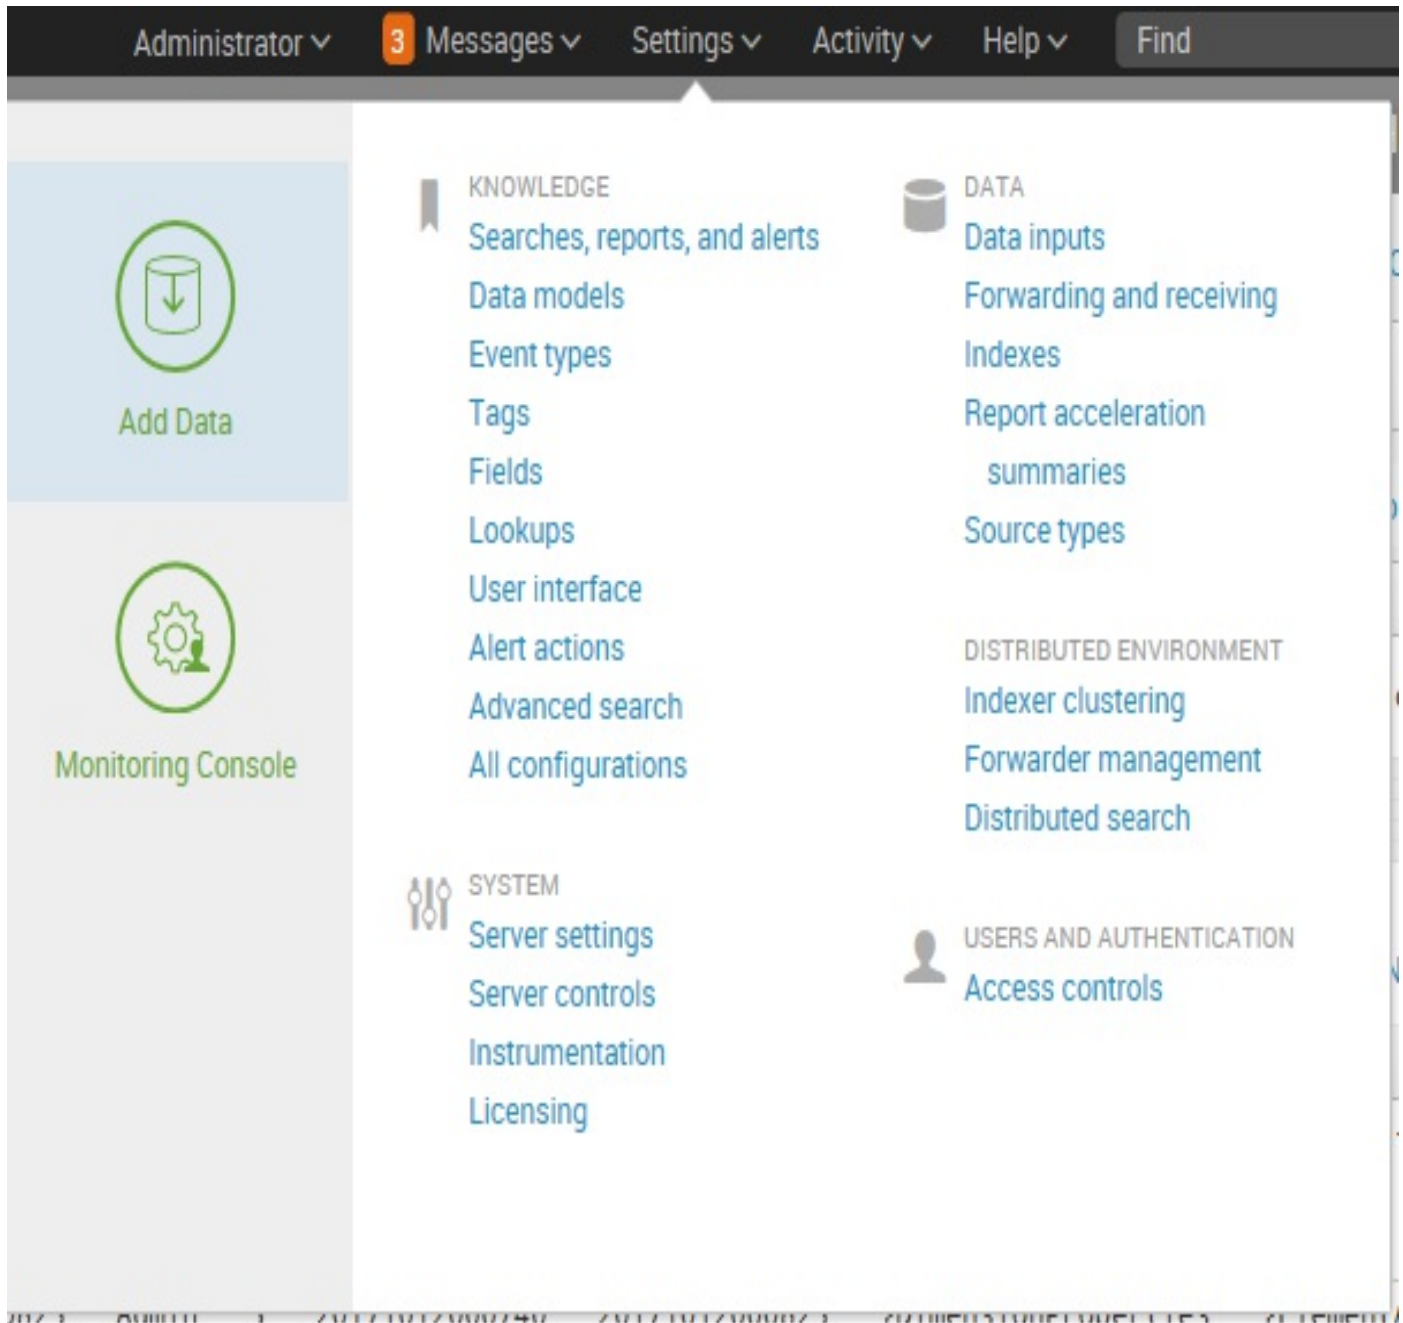 Administrator
3 Messages
Settings
Activity
Help
Find
Add Data
Monitoring Console
KNOWLEDGE
Searches, reports, and alerts
Data models
Event types
Tags
Fields
Lookups
User interface
Alert actions
Advanced search
All configurations
SYSTEM
Server settings
Server controls
Instrumentation
Licensing
DATA
Data inputs
Forwarding and receiving
Indexes
Report acceleration
summaries
Source types
DISTRIBUTED ENVIRONMENT
Indexer clustering
Forwarder management
Distributed search
USERS AND AUTHENTICATION
Access controls